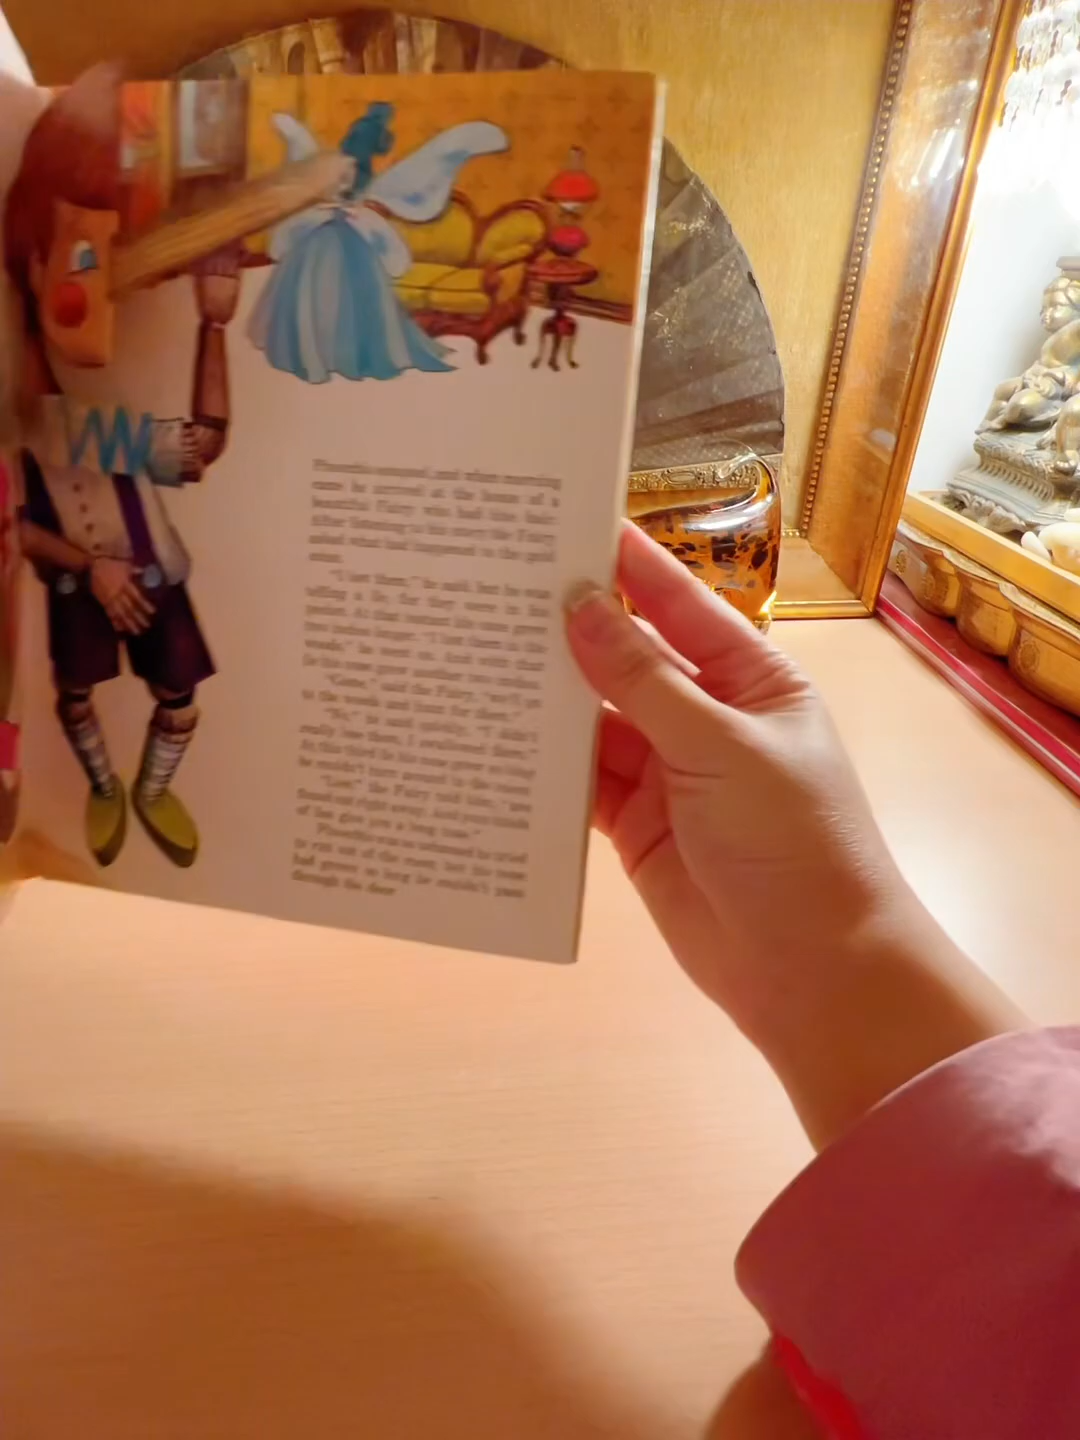 Pinocchio escaped, and when morning
came he arrived at the house of a
beautiful Fairy who had blue hair.
After listening to his story the Fairy
asked what had happened to the gold
coins.
"I lost them," he said, but he was
telling a lie, for they were in his
pocket. At that instant his nose grew
two inches longer. "I lost them in the
woods," he went on. And with that
lie his nose grew another two inches.
"Come," said the Fairy, "we'll go
to the woods and hunt for them."
"No," he said quickly, "I didn't
really lose them, I swallowed them."
At this third lie his nose grew so long
he couldn't turn around in the room.
"Lies," the Fairy told him, "are
found out right away. And your kinds
of lies give you a long nose."
Pinocchio was so ashamed he tried
to run out of the room, but his nose
had grown so long he couldn't pass
through the door.